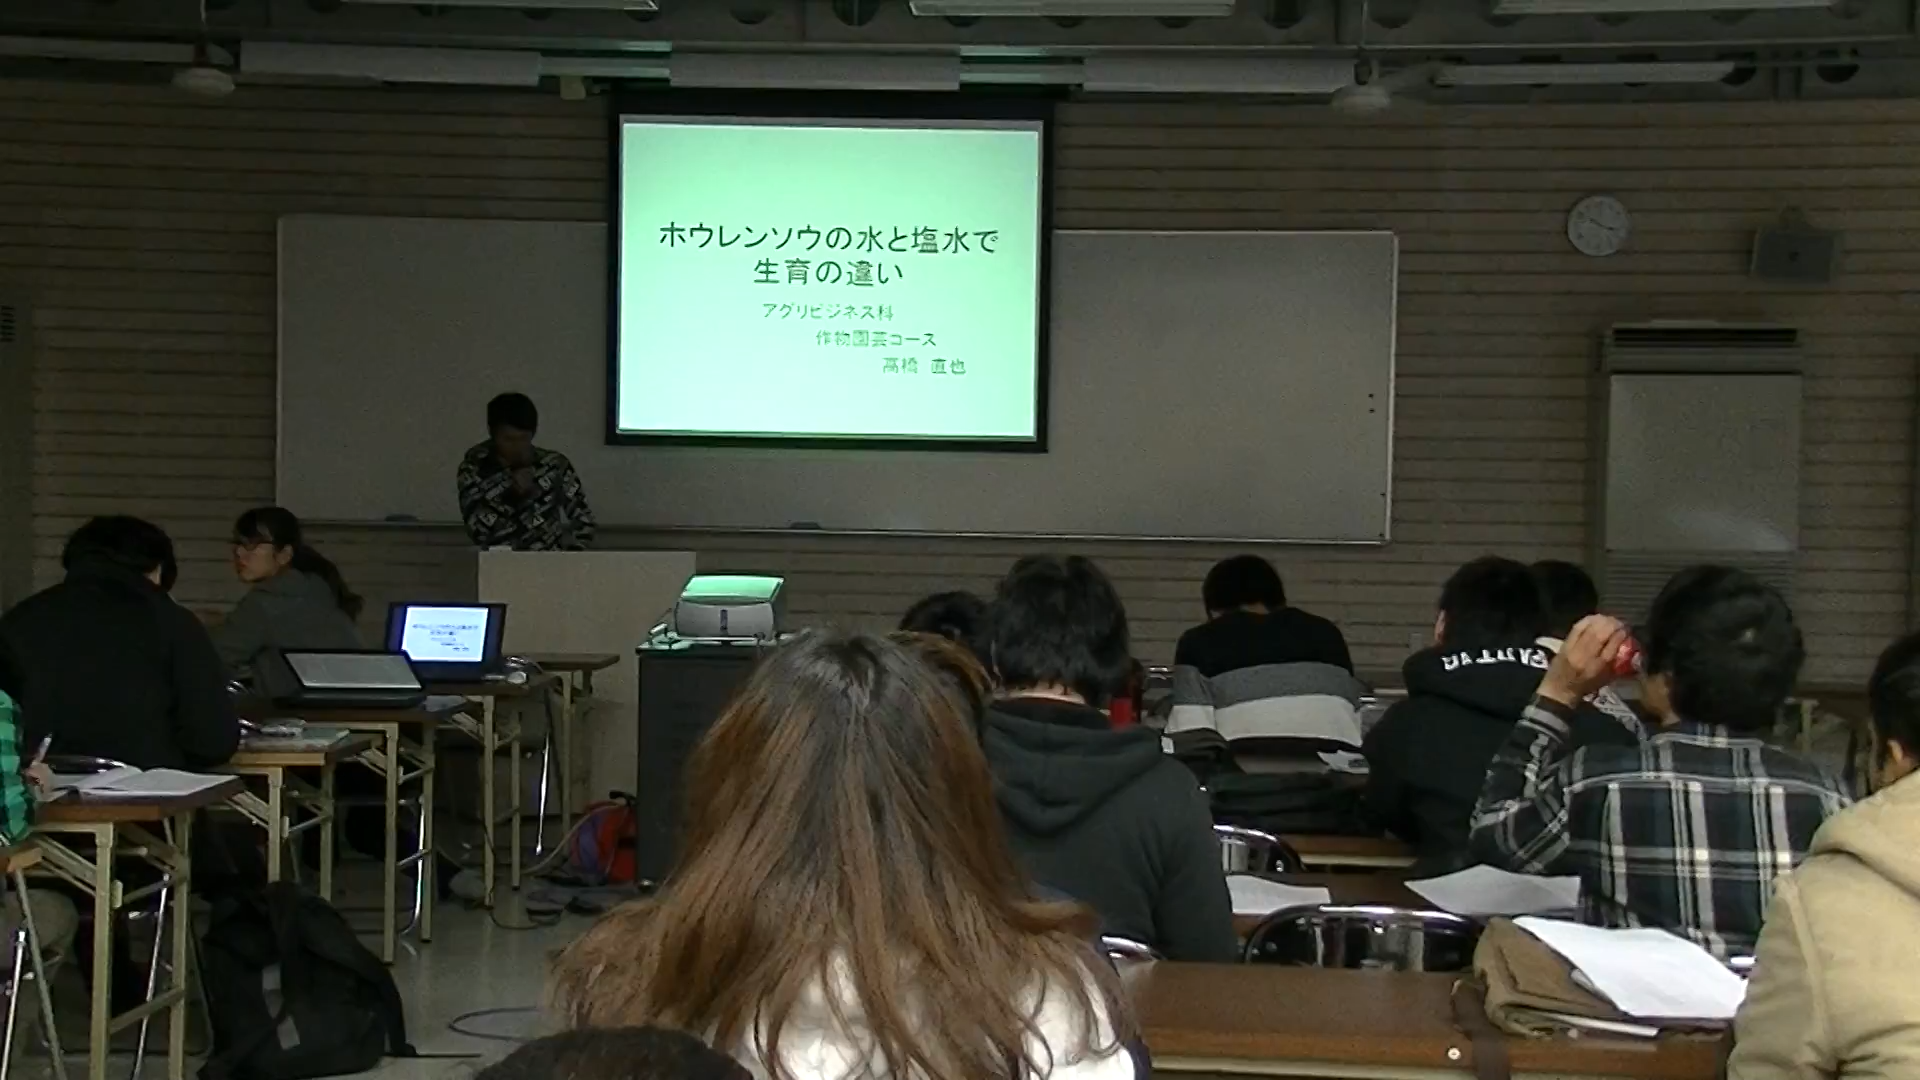 ホウレンソウの水と塩水で
生育の違い
アグリビジネス科
作物園芸コース
高橋 直也